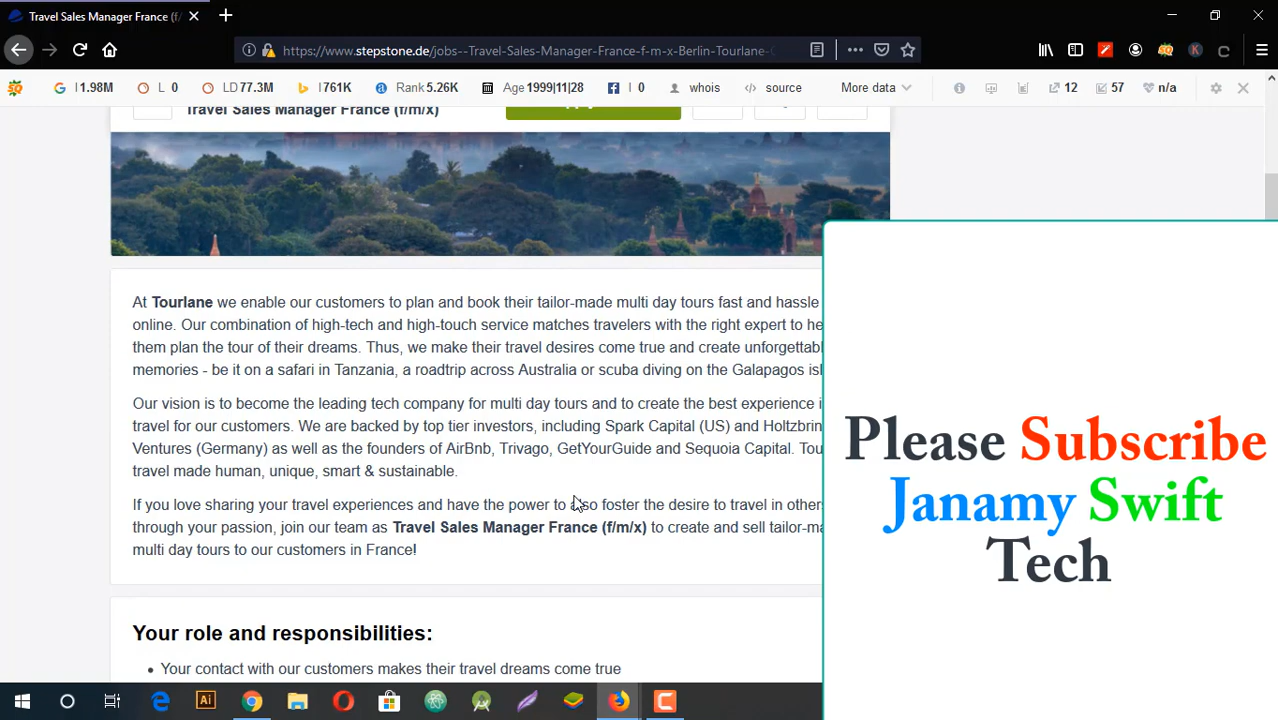 Travel Sales Manager France (f/
https://www.stepstone.de/jobs--Travel-Sales-Manager-France-f-m-x-Berlin-Tourlane-
I 1.98M L 0 LD 77.3M I 761K Rank 5.26K Age 1999|11|28 I 0 whois source More data 12 57 n/a
Travel Sales Manager France (f/m/x)
At Tourlane we enable our customers to plan and book their tailor-made multi day tours fast and hassle
online. Our combination of high-tech and high-touch service matches travelers with the right expert to he
them plan the tour of their dreams. Thus, we make their travel desires come true and create unforgettabl
memories - be it on a safari in Tanzania, a roadtrip across Australia or scuba diving on the Galapagos isl
Our vision is to become the leading tech company for multi day tours and to create the best experience i
travel for our customers. We get backed by top tier investors, including Spark Capital (US) and Holtzbrin
Ventures (Germany) as well as the founders of AirBnb, Trivago, GetYourGuide and Sequoia Capital. Tou
travel made human, unique, smart & sustainable.
If you love sharing your travel experiences and have the power to also foster the desire to travel in others
through your passion, join our team as Travel Sales Manager France (f/m/x) to create and sell tailor-ma
multi day tours to our customers in France!
Your role and responsibilities:
Your contact with our customers makes their travel dreams come true
Please Subscribe
Janamy Swift
Tech
Ai